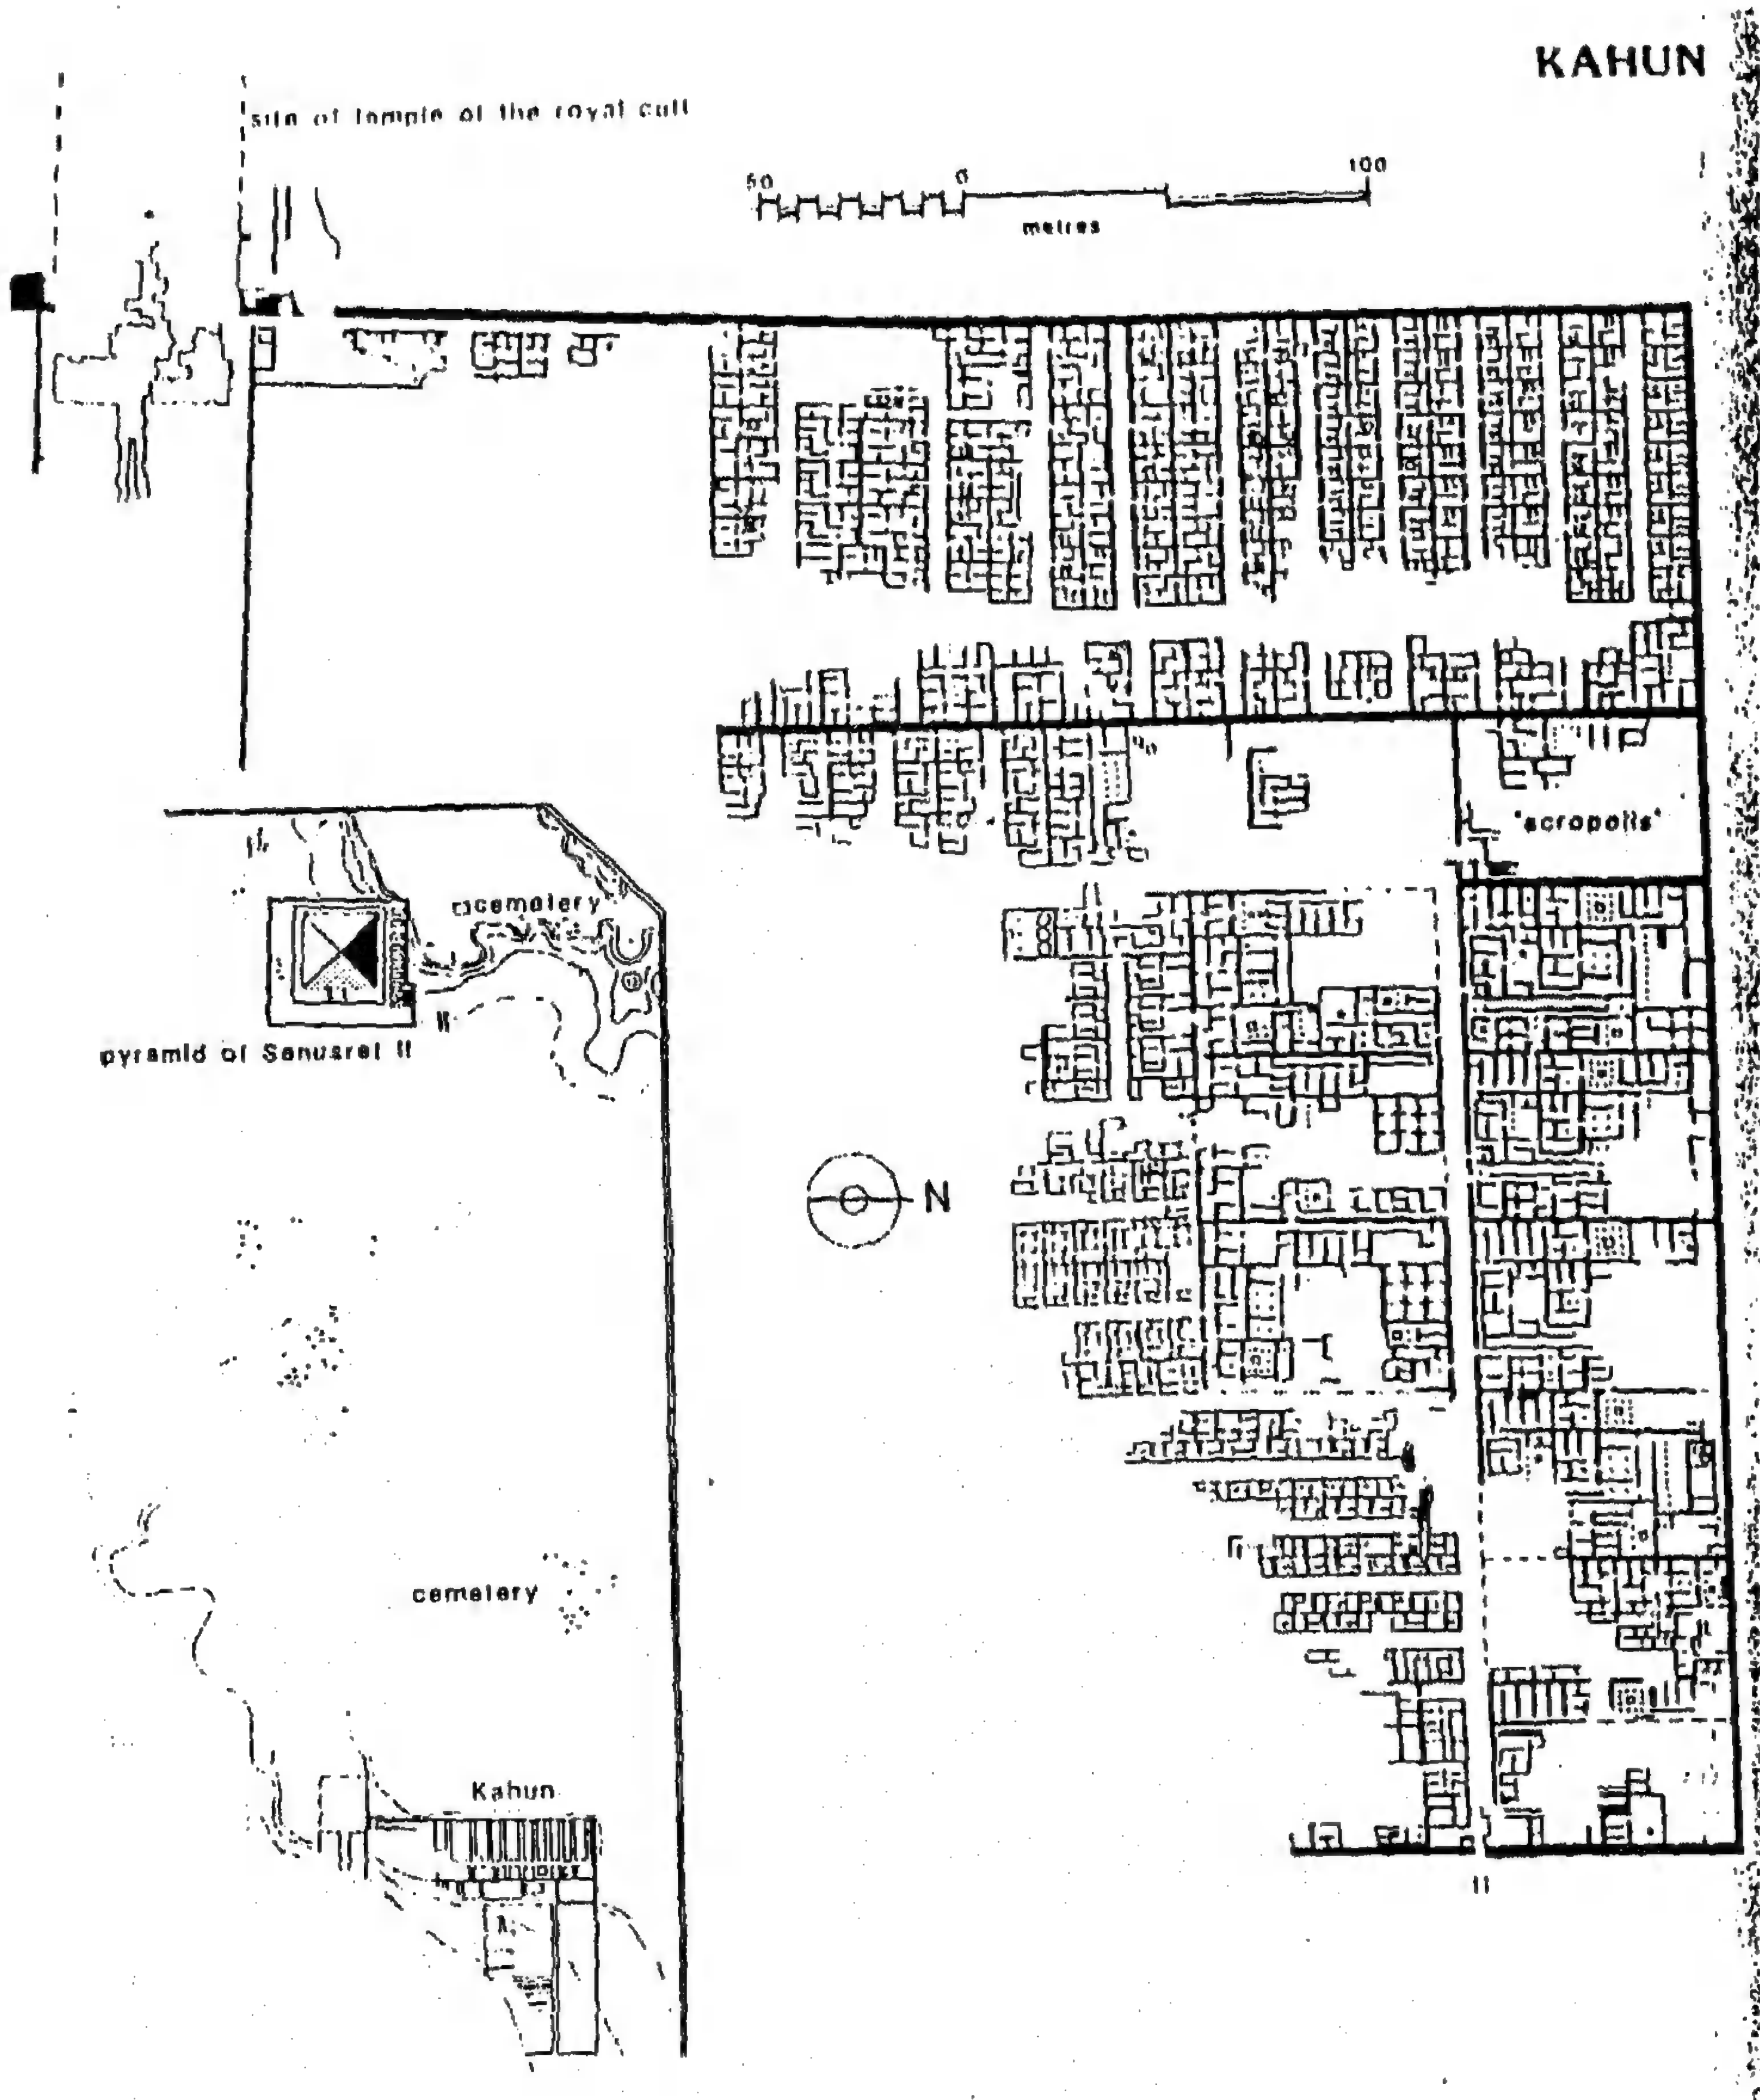 KAHUN
site of temple of the royal cult
50 0 100
metres
'acropolis'
cemetery
pyramid of Senusret II
N
cemetery
Kahun